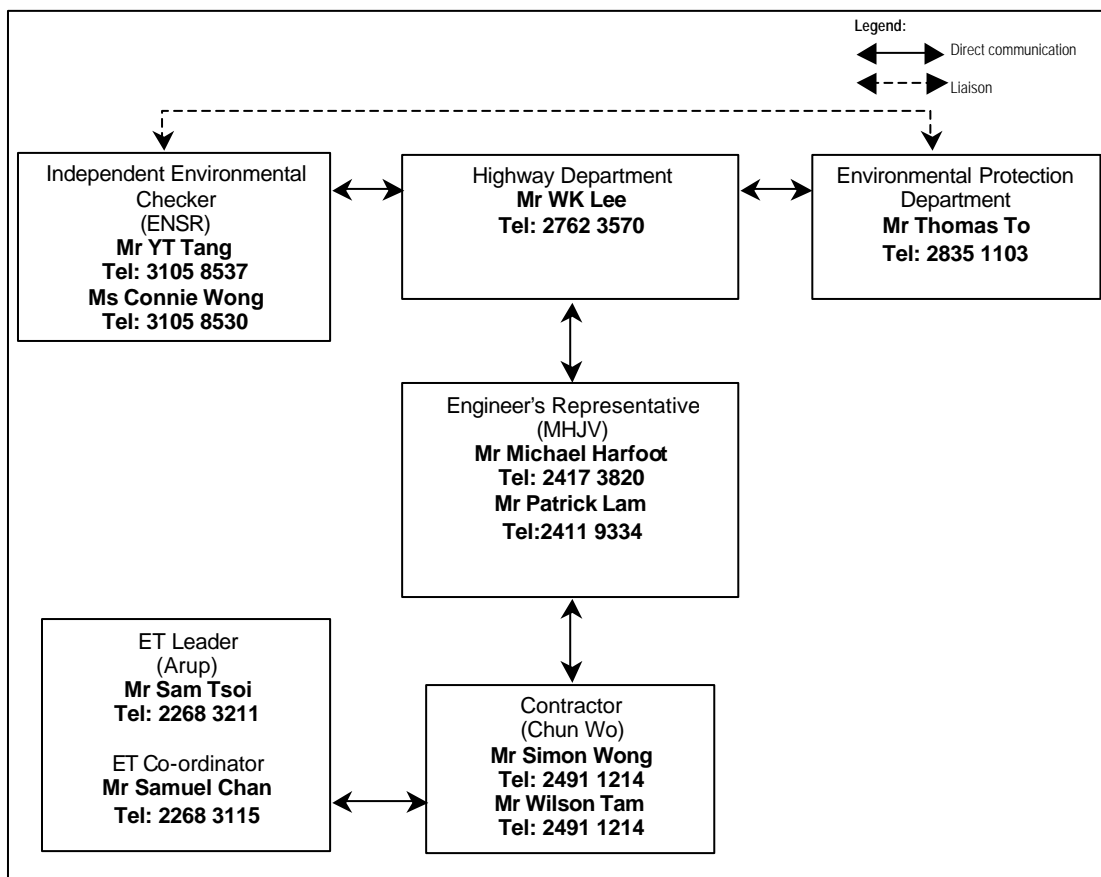 Legend:
Direct communication
Liaison
Independent Environmental
Checker
(ENSR)
Mr YT Tang
Tel: 3105 8537
Ms Connie Wong
Tel: 3105 8530
Highway Department
Mr WK Lee
Tel: 2762 3570
Environmental Protection
Department
Mr Thomas To
Tel: 2835 1103
Engineer's Representative
(MHJV)
Mr Michael Harfoot
Tel: 2417 3820
Mr Patrick Lam
Tel:2411 9334
ET Leader
(Arup)
Mr Sam Tsoi
Tel: 2268 3211
ET Co-ordinator
Mr Samuel Chan
Tel: 2268 3115
Contractor
(Chun Wo)
Mr Simon Wong
Tel: 2491 1214
Mr Wilson Tam
Tel: 2491 1214